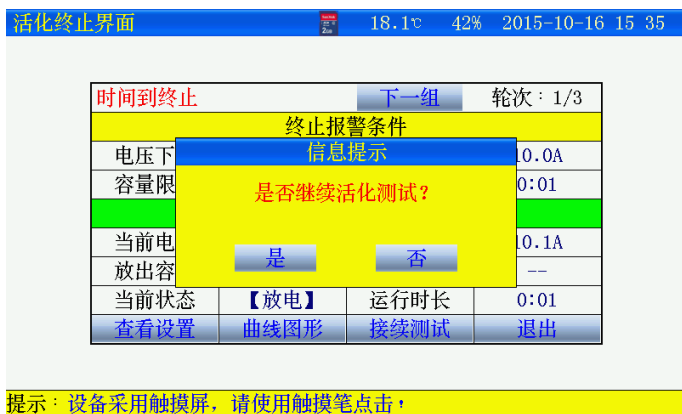 活化终止界面 18.1℃ 42% 2015-10-16 15 35
时间到终止 下一组 轮次：1/3
终止报警条件
信息提示
电压下 10.0A
容量限 0:01
是否继续活化测试？
当前电 10.1A
是 否
放出容 --
当前状态 【放电】 运行时长 0:01
查看设置 曲线图形 接续测试 退出
提示：设备采用触摸屏，请使用触摸笔点击！